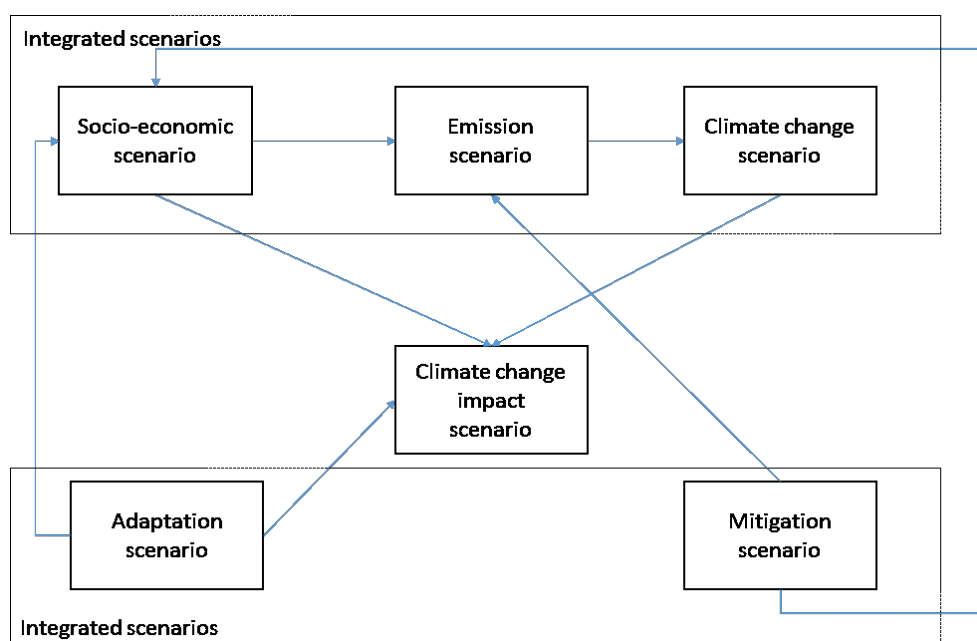 Integrated scenarios
Socio-economic
scenario
Emission
scenario
Climate change
scenario
Climate change
impact
scenario
Adaptation
scenario
Mitigation
scenario
Integrated scenarios